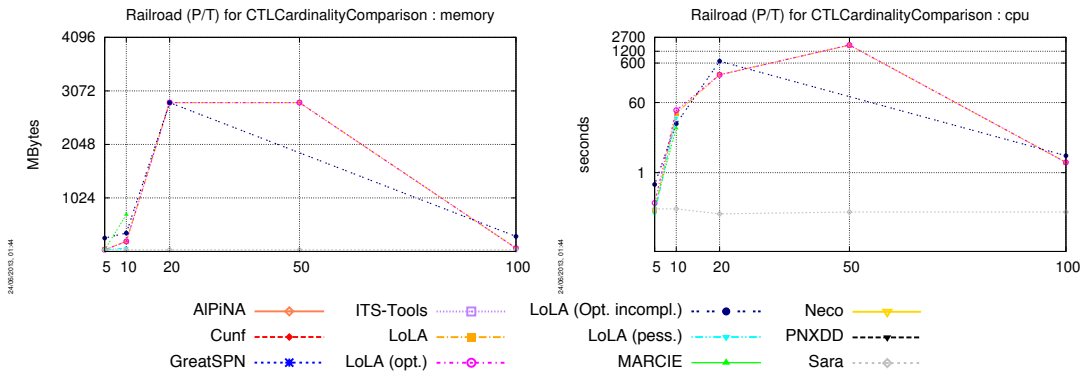 Railroad (P/T) for CTLCardinalityComparison : memory
4096
3072
2048
1024
MBytes
5 10 20 50 100
24/06/2013, 01:44
Railroad (P/T) for CTLCardinalityComparison : cpu
2700
1200
600
60
1
seconds
5 10 20 50 100
24/06/2013, 01:44
AlPiNA
Cunf
GreatSPN
ITS-Tools
LoLA
LoLA (opt.)
LoLA (Opt. incompl.)
LoLA (pess.)
MARCIE
Neco
PNXDD
Sara